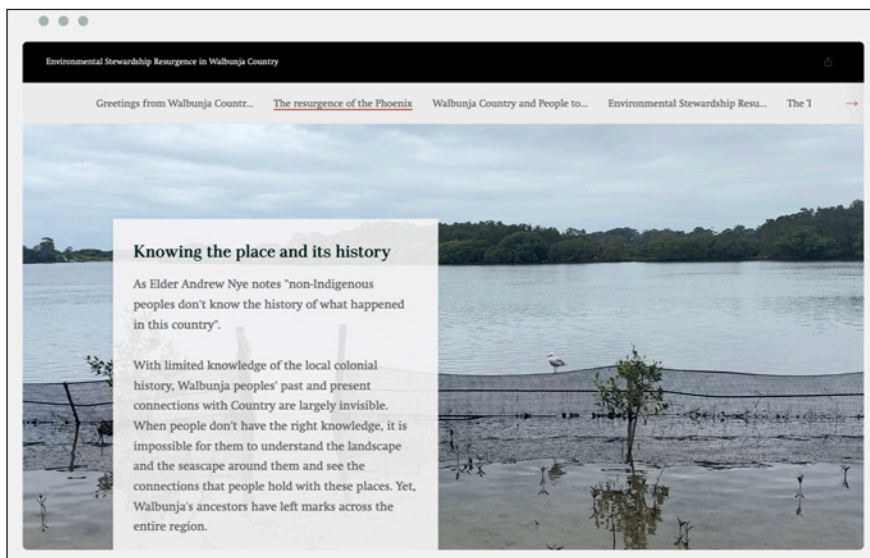 Environmental Stewardship Resurgence in Walbunja Country
Greetings from Walbunja Countr... The resurgence of the Phoenix Walbunja Country and People to... Environmental Stewardship Resu... The T
Knowing the place and its history
As Elder Andrew Nye notes "non-Indigenous
peoples don't know the history of what happened
in this country".
With limited knowledge of the local colonial
history, Walbunja peoples' past and present
connections with Country are largely invisible.
When people don't have the right knowledge, it is
impossible for them to understand the landscape
and the seascape around them and see the
connections that people hold with these places. Yet,
Walbunja's ancestors have left marks across the
entire region.